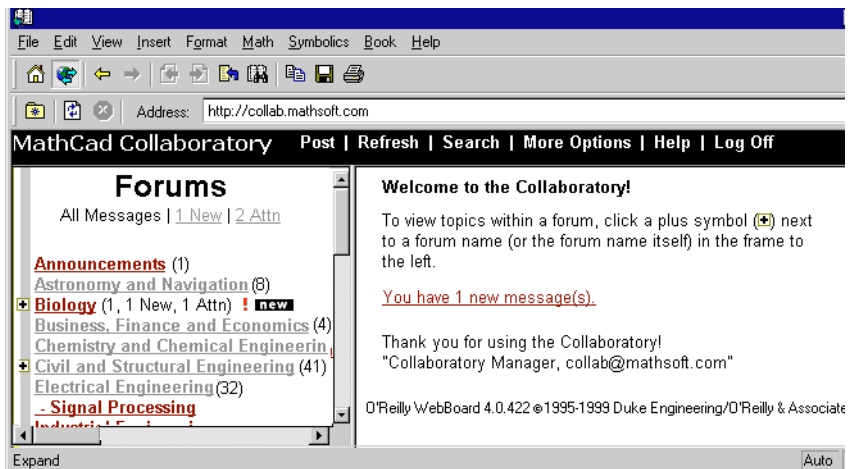 File Edit View Insert Format Math Symbolics Book Help
Address: http://collab.mathsoft.com
MathCad Collaboratory Post | Refresh | Search | More Options | Help | Log Off
Forums
All Messages | 1 New | 2 Attn
Announcements (1)
Astronomy and Navigation (8)
Biology (1, 1 New, 1 Attn) ! new
Business, Finance and Economics (4)
Chemistry and Chemical Engineerin
Civil and Structural Engineering (41)
Electrical Engineering (32)
- Signal Processing
Welcome to the Collaboratory!
To view topics within a forum, click a plus symbol (+) next
to a forum name (or the forum name itself) in the frame to
the left.
You have 1 new message(s).
Thank you for using the Collaboratory!
"Collaboratory Manager, collab@mathsoft.com"
O'Reilly WebBoard 4.0.422 ©1995-1999 Duke Engineering/O'Reilly & Associate
Expand
Auto